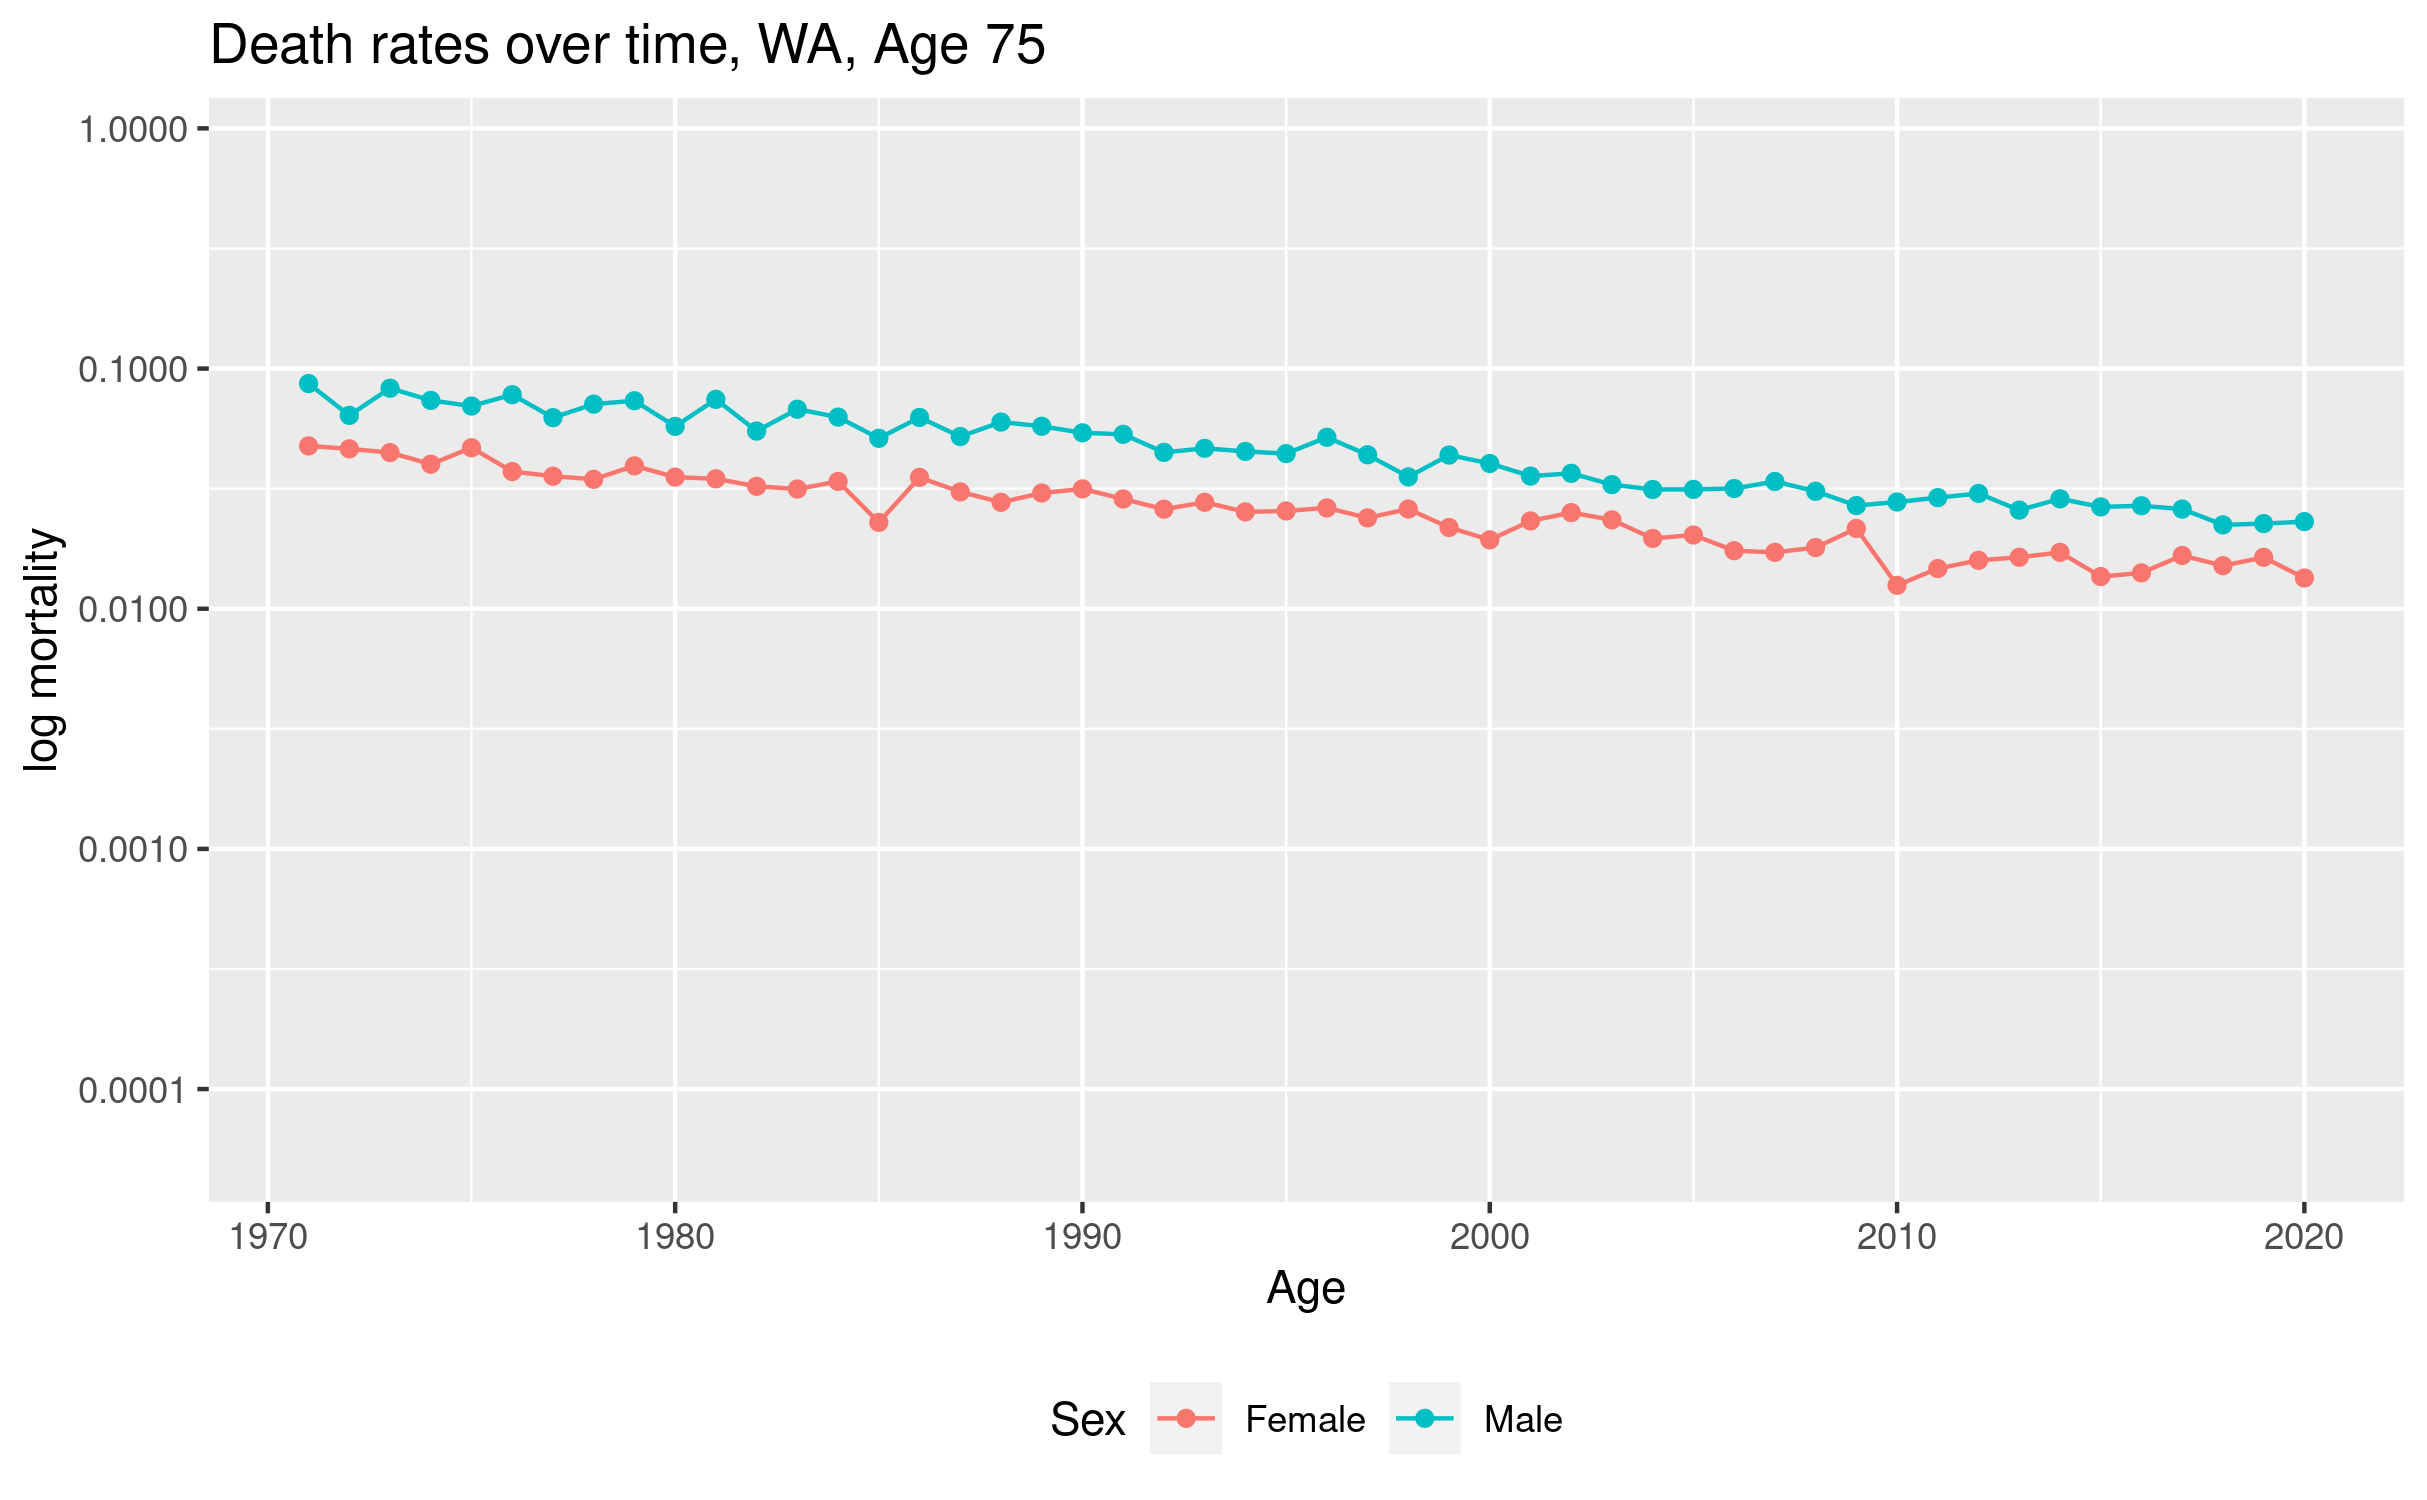 Death rates over time, WA, Age 75
log mortality
1.0000
0.1000
0.0100
0.0010
0.0001
1970 1980 1990 2000 2010 2020
Age
Sex Female Male